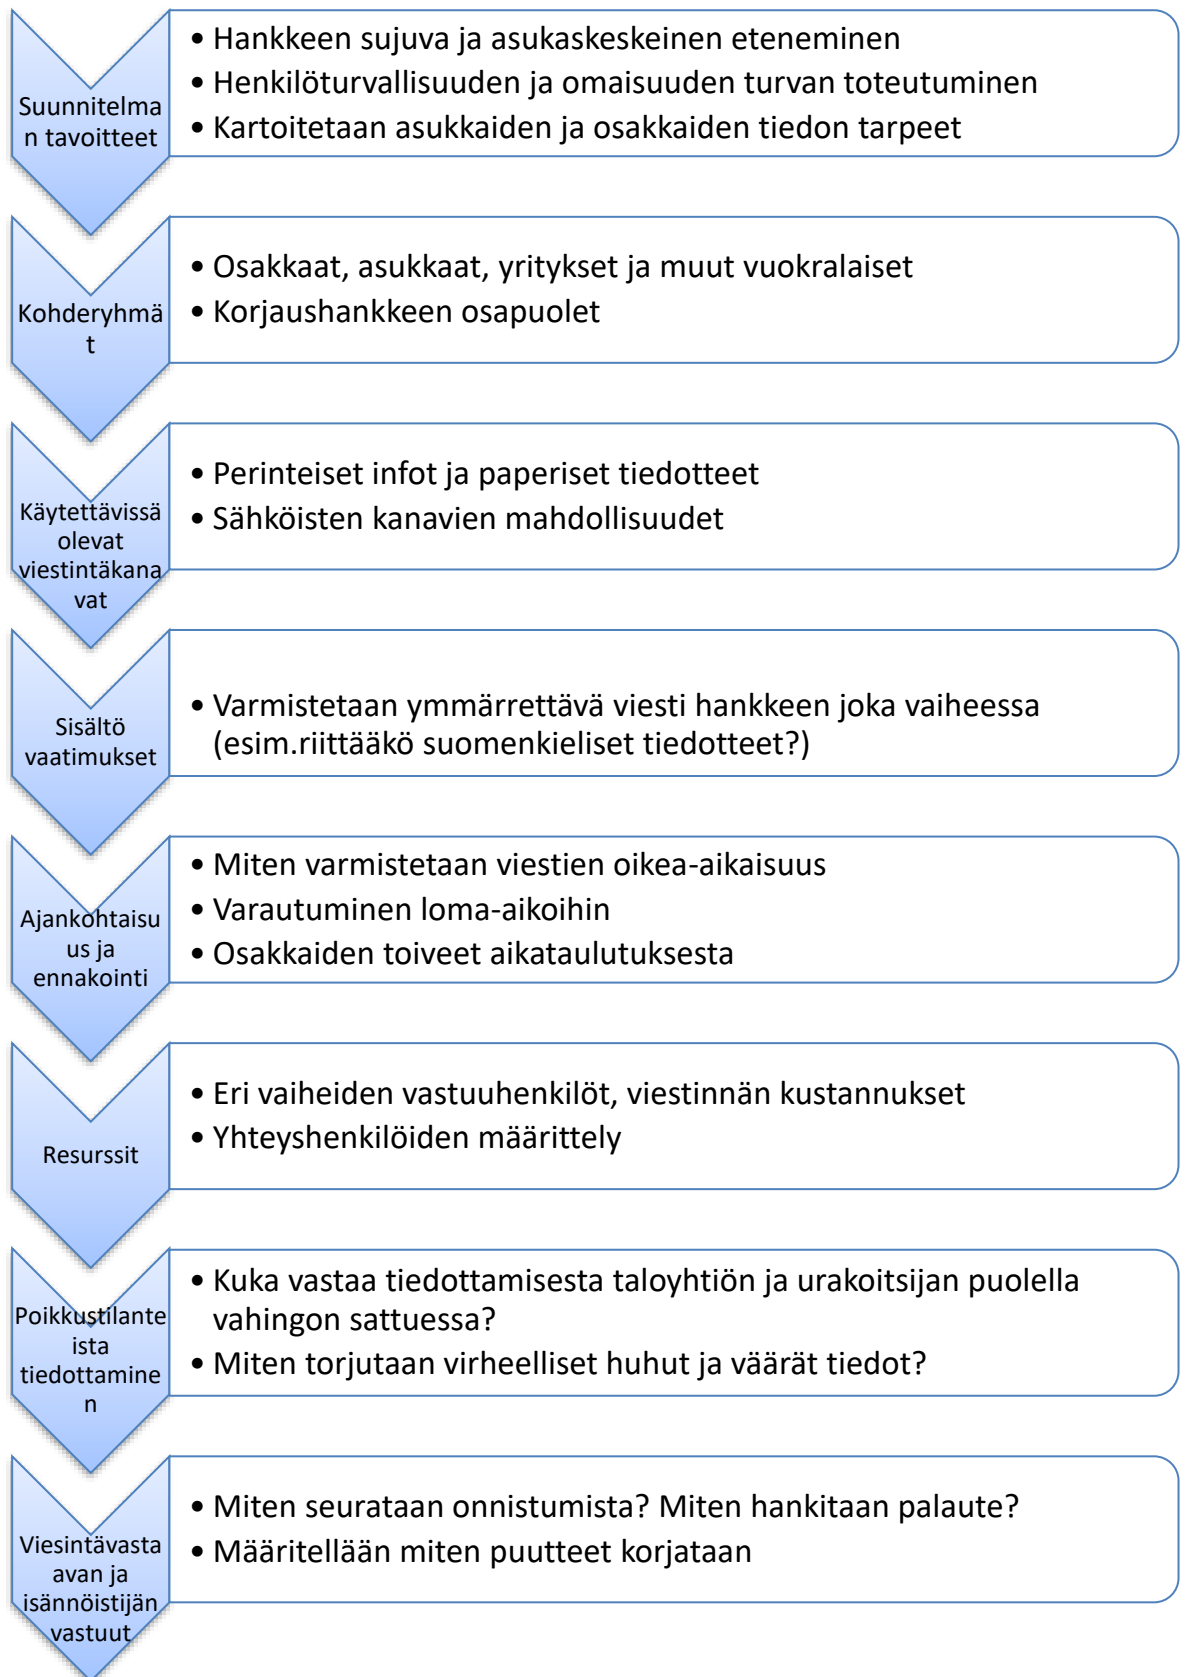 Suunnitelma
n tavoitteet
• Hankkeen sujuva ja asukaskeskeinen eteneminen
• Henkilöturvallisuuden ja omaisuuden turvan toteutuminen
• Kartoitetaan asukkaiden ja osakkaiden tiedon tarpeet
Kohderyhmä
t
• Osakkaat, asukkaat, yritykset ja muut vuokralaiset
• Korjaushankkeen osapuolet
Käytettävissä
olevat
viestintäkana
vat
• Perinteiset infot ja paperiset tiedotteet
• Sähköisten kanavien mahdollisuudet
Sisältö
vaatimukset
• Varmistetaan ymmärrettävä viesti hankkeen joka vaiheessa
(esim.riittääkö suomenkieliset tiedotteet?)
Ajankohtaisu
us ja
ennakointi
• Miten varmistetaan viestien oikea-aikaisuus
• Varautuminen loma-aikoihin
• Osakkaiden toiveet aikataulutuksesta
Resurssit
• Eri vaiheiden vastuuhenkilöt, viestinnän kustannukset
• Yhteyshenkilöiden määrittely
Poikkustilante
ista
tiedottamine
n
• Kuka vastaa tiedottamisesta taloyhtiön ja urakoitsijan puolella
vahingon sattuessa?
• Miten torjutaan virheelliset huhut ja väärät tiedot?
Viesintävasta
avan ja
isännöistijän
vastuut
• Miten seurataan onnistumista? Miten hankitaan palaute?
• Määritellään miten puutteet korjataan